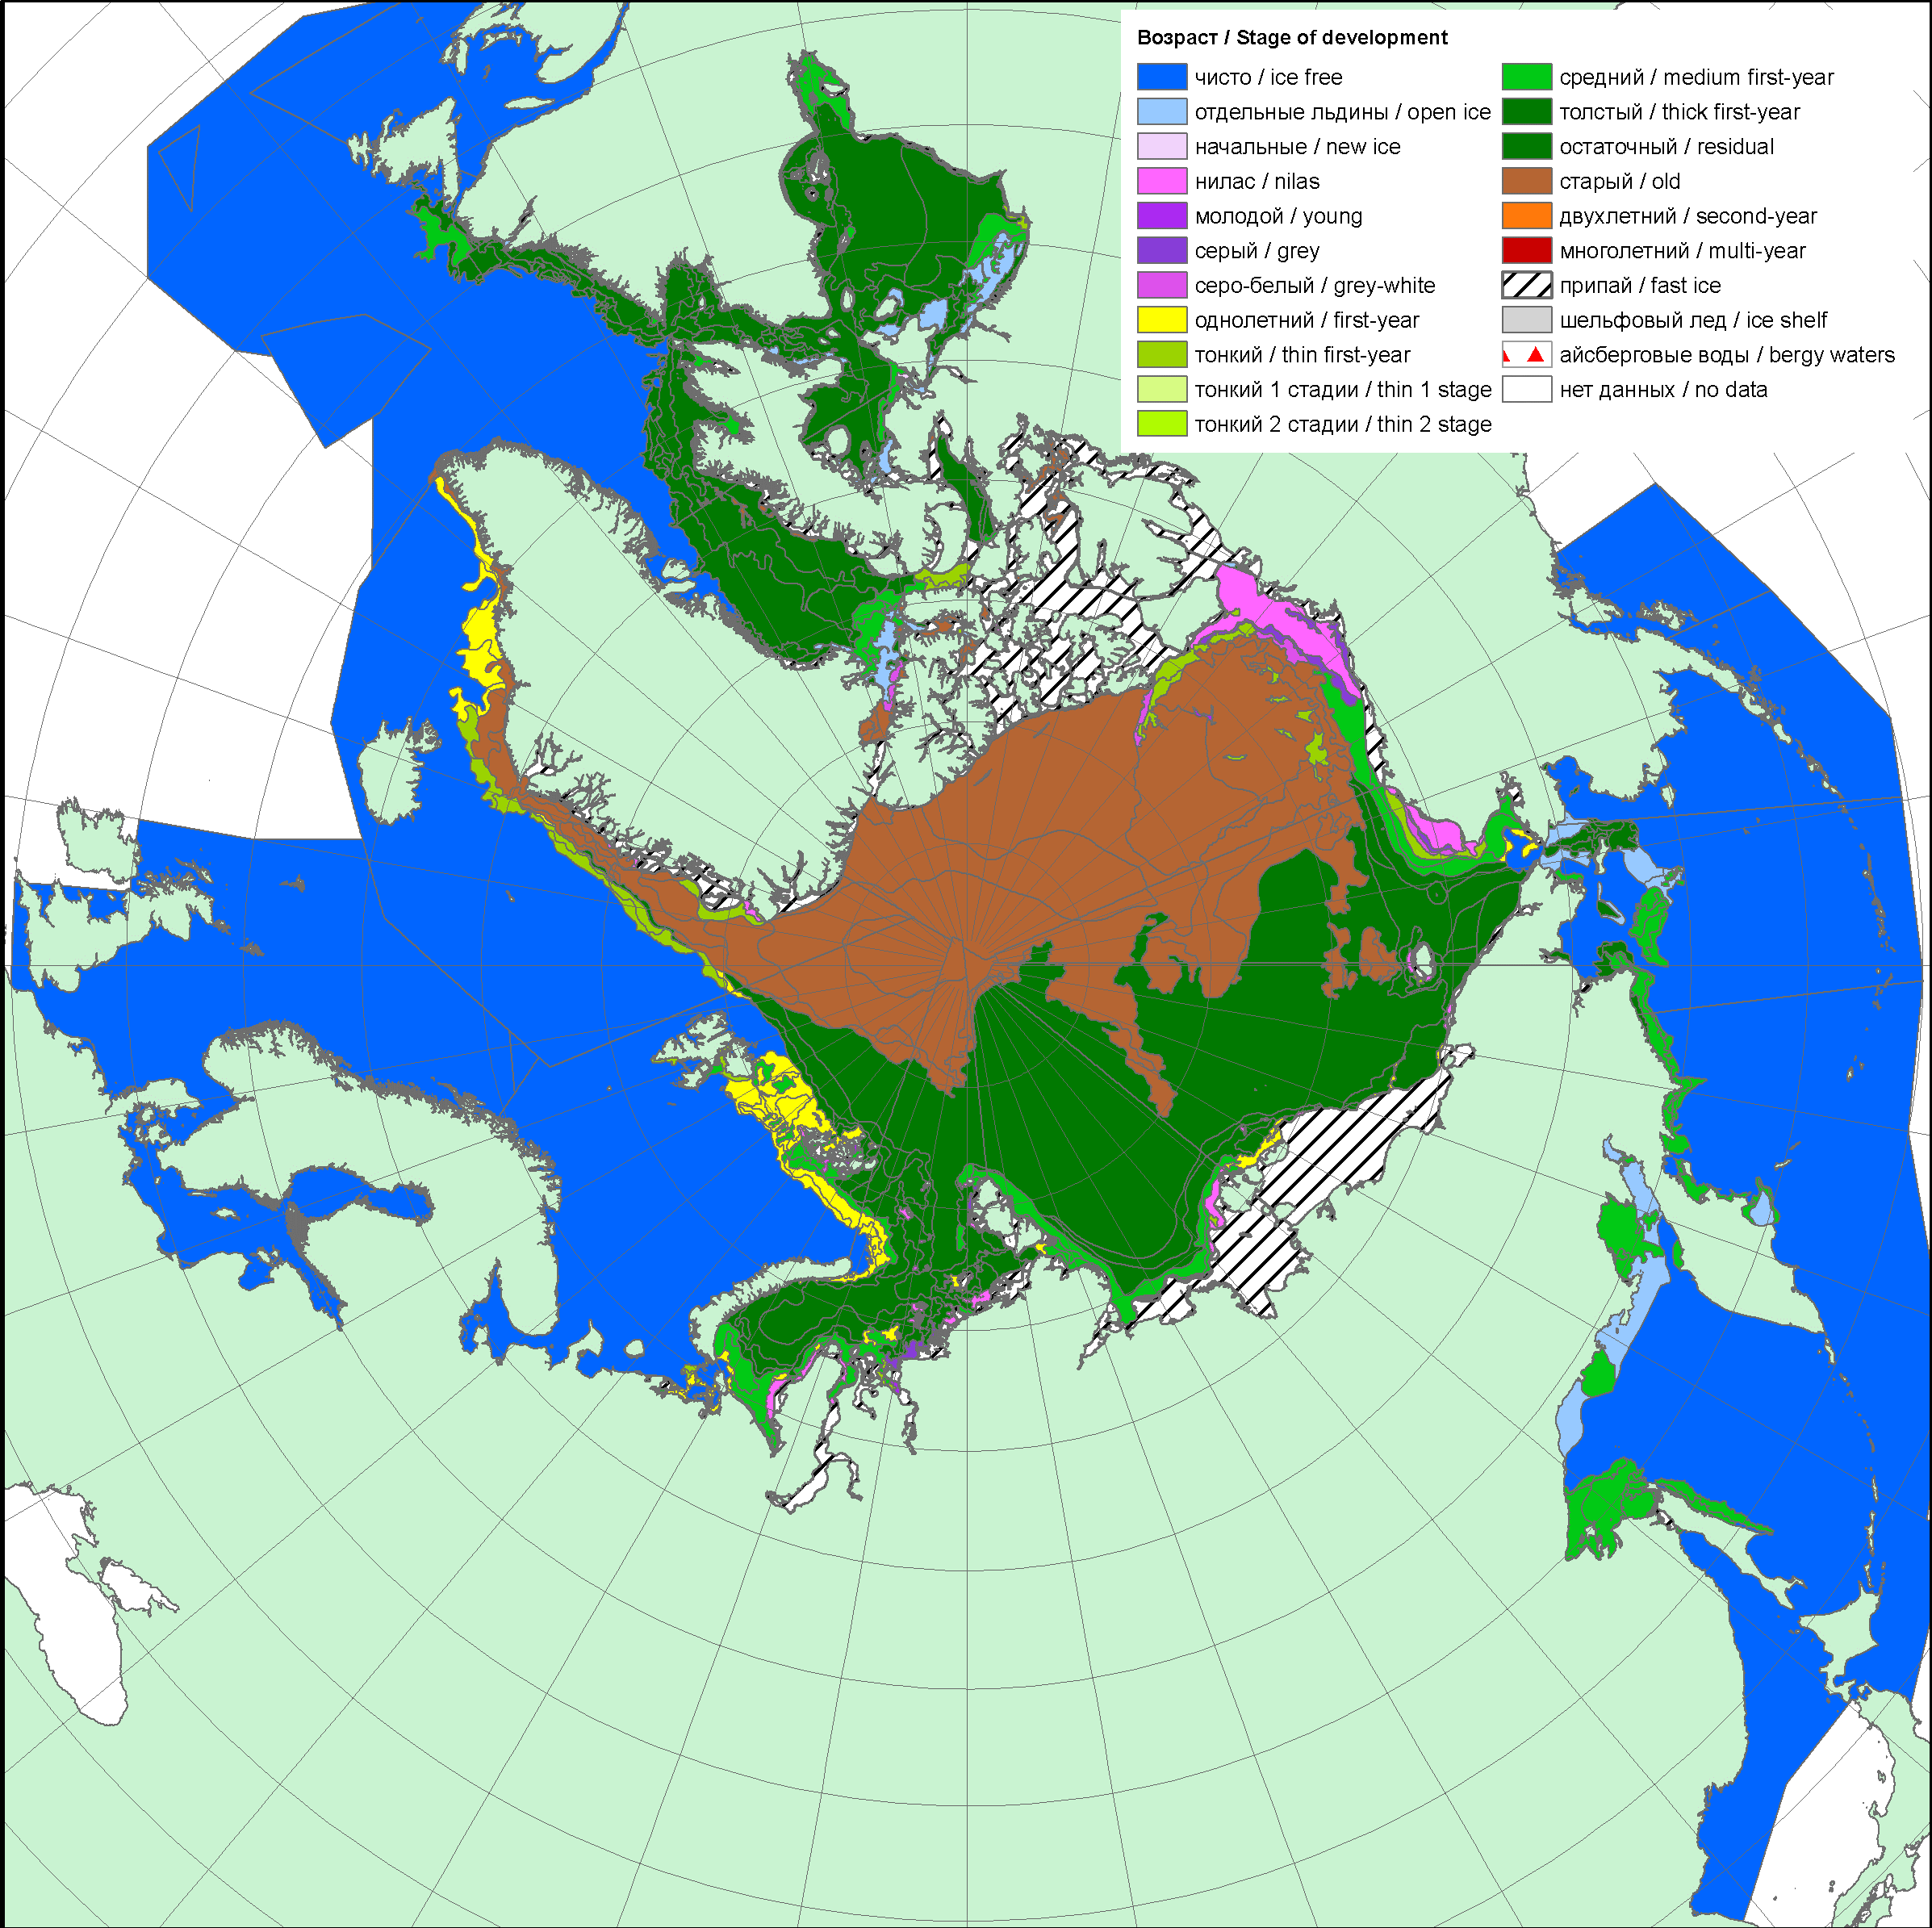 Возраст / Stage of development
чисто / ice free
отдельные льдины / open ice
начальные / new ice
нилас / nilas
молодой / young
серый / grey
серо-белый / grey-white
однолетний / first-year
тонкий / thin first-year
тонкий 1 стадии / thin 1 stage
тонкий 2 стадии / thin 2 stage
средний / medium first-year
толстый / thick first-year
остаточный / residual
старый / old
двухлетний / second-year
многолетний / multi-year
припай / fast ice
шельфовый лед / ice shelf
айсберговые воды / bergy waters
нет данных / no data